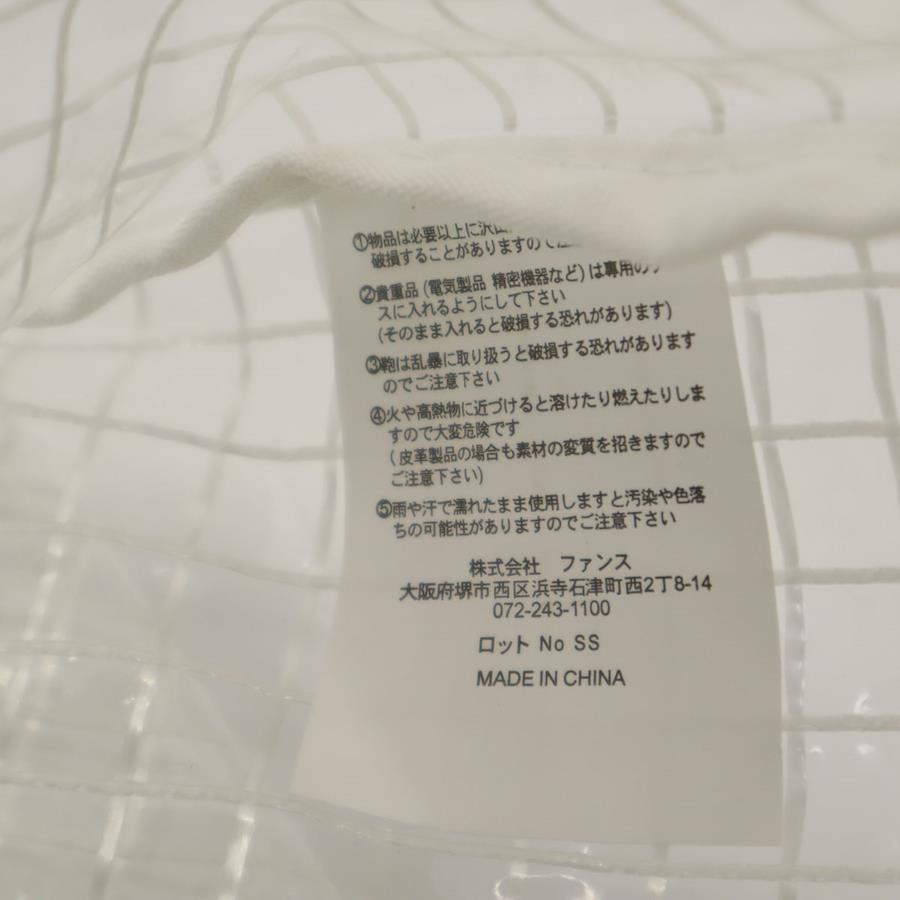 ①物品は必要以上に沢
破損することがありますので
②貴重品 (電気製品 精密機器など) は専用の
スに入れるようにして下さい
(そのまま入れると破損する恐れがあります)
③鞄は乱暴に取り扱うと破損する恐れがあります
のでご注意下さい
④火や高熱物に近づけると溶けたり燃えたりしま
すので大変危険です
(皮革製品の場合も素材の変質を招きますので
ご注意下さい)
⑤雨や汗で濡れたまま使用しますと汚染や色落
ちの可能性がありますのでご注意下さい
株式会社 ファンス
大阪府堺市西区浜寺石津町西2丁8-14
072-243-1100
ロット No SS
MADE IN CHINA